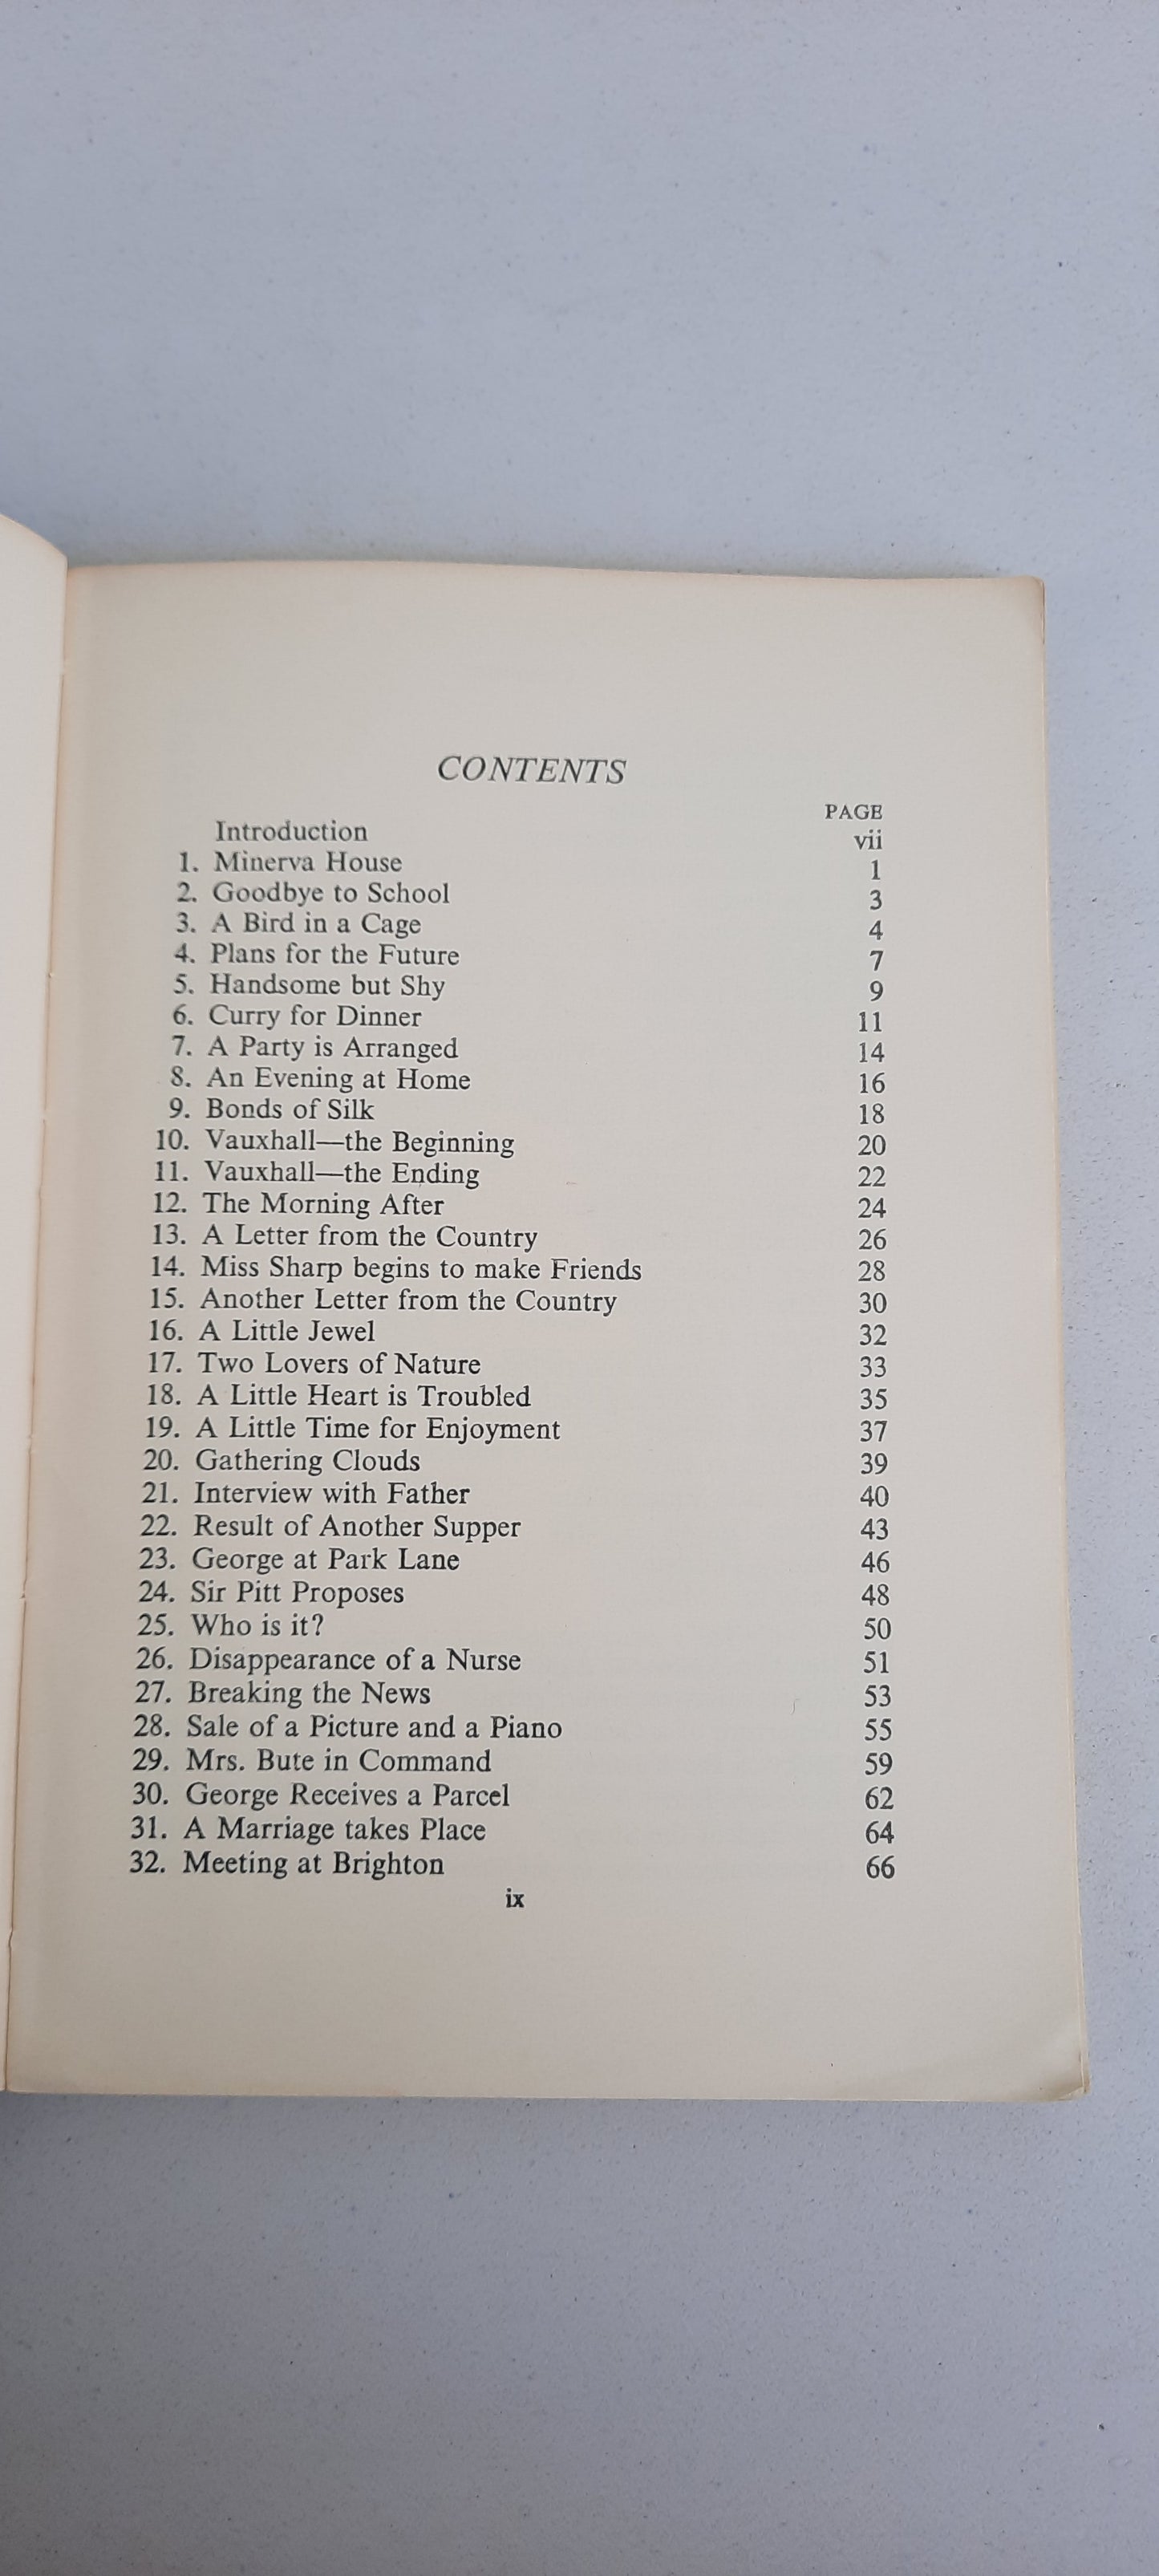 CONTENTS
PAGE
Introduction vii
1. Minerva House 1
2. Goodbye to School 3
3. A Bird in a Cage 4
4. Plans for the Future 7
5. Handsome but Shy 9
6. Curry for Dinner 11
7. A Party is Arranged 14
8. An Evening at Home 16
9. Bonds of Silk 18
10. Vauxhall—the Beginning 20
11. Vauxhall—the Ending 22
12. The Morning After 24
13. A Letter from the Country 26
14. Miss Sharp begins to make Friends 28
15. Another Letter from the Country 30
16. A Little Jewel 32
17. Two Lovers of Nature 33
18. A Little Heart is Troubled 35
19. A Little Time for Enjoyment 37
20. Gathering Clouds 39
21. Interview with Father 40
22. Result of Another Supper 43
23. George at Park Lane 46
24. Sir Pitt Proposes 48
25. Who is it? 50
26. Disappearance of a Nurse 51
27. Breaking the News 53
28. Sale of a Picture and a Piano 55
29. Mrs. Bute in Command 59
30. George Receives a Parcel 62
31. A Marriage takes Place 64
32. Meeting at Brighton 66
ix